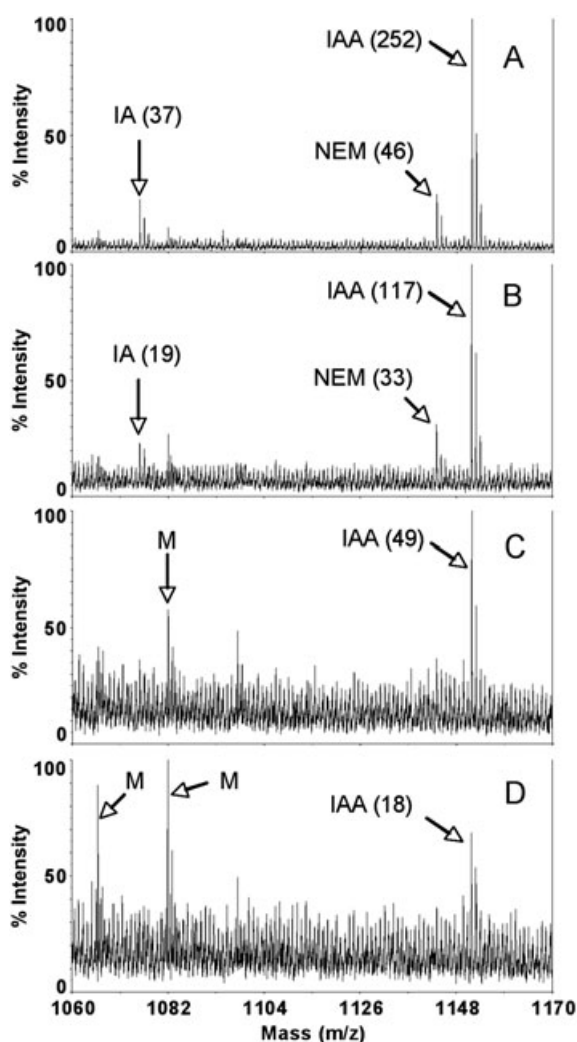 100
IAA (252)
A
IA (37)
% Intensity
50
NEM (46)
0
100
IAA (117)
B
% Intensity
50
IA (19)
NEM (33)
0
100
M
IAA (49)
C
% Intensity
50
0
100
M
M
IAA (18)
D
% Intensity
50
0
1060 1082 1104 1126 1148 1170
Mass (m/z)